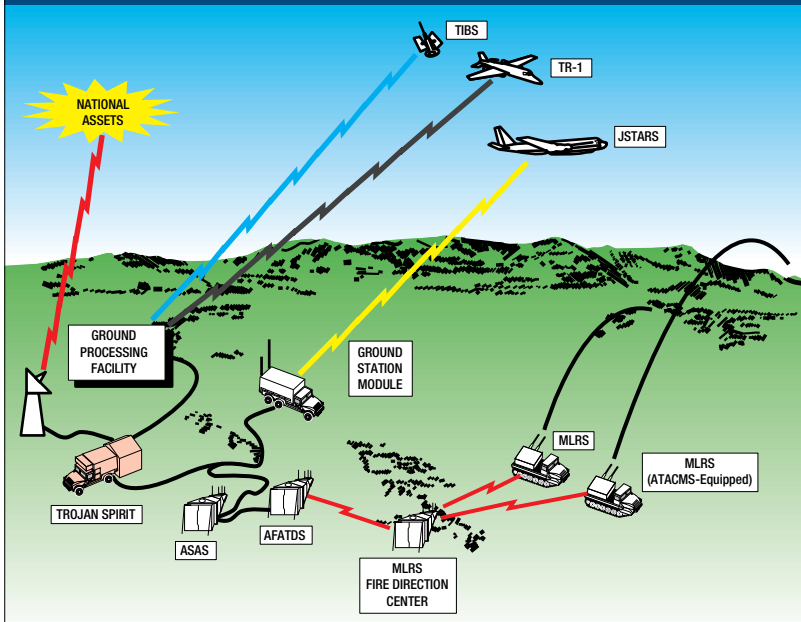 TIBS
TR-1
NATIONAL
ASSETS
JSTARS
GROUND
PROCESSING
FACILITY
GROUND
STATION
MODULE
MLRS
MLRS
(ATACMS-Equipped)
TROJAN SPIRIT
ASAS
AFATDS
MLRS
FIRE DIRECTION
CENTER